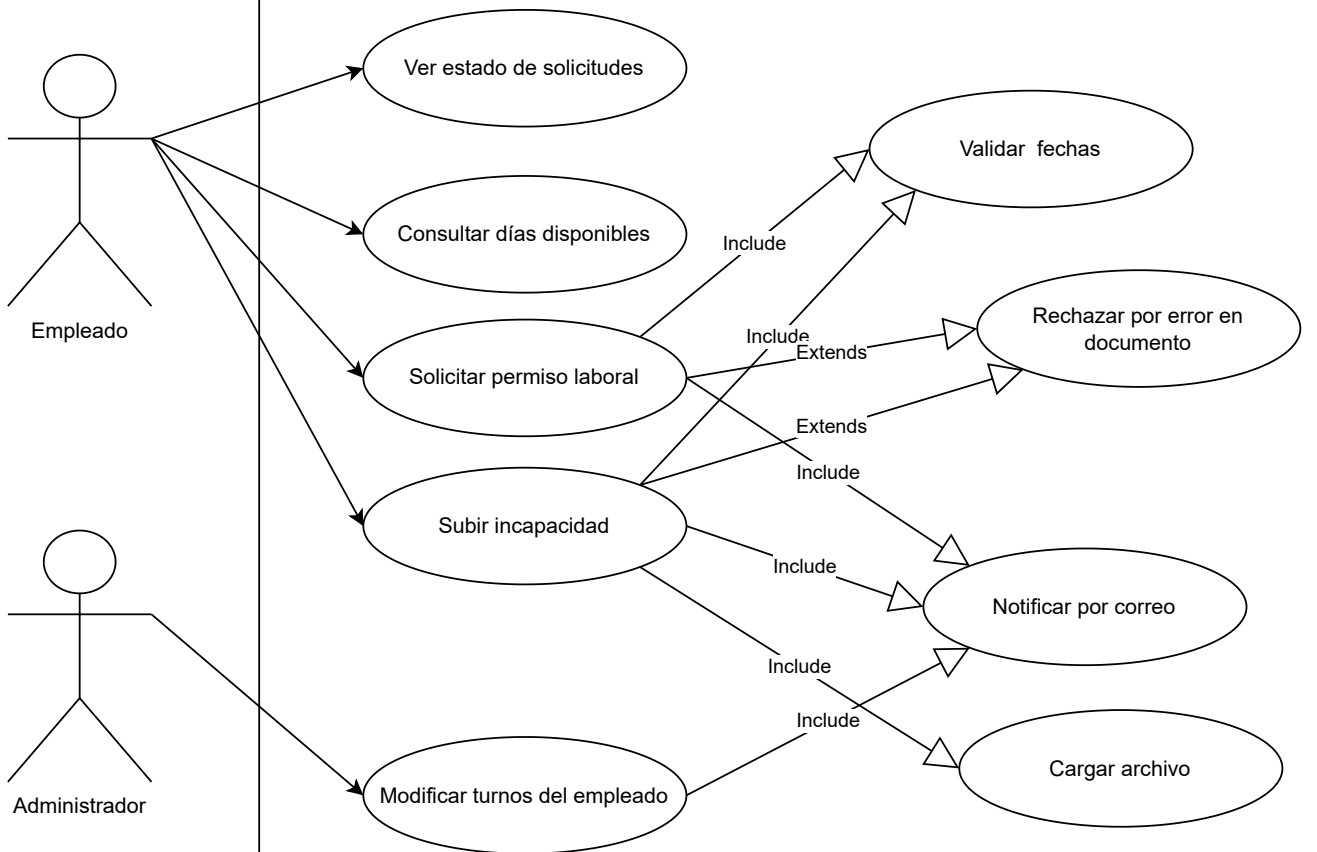 Ver estado de solicitudes
Validar fechas
Consultar días disponibles
Include
Empleado
Rechazar por error en
documento
Include
Extends
Solicitar permiso laboral
Extends
Include
Subir incapacidad
Include
Notificar por correo
Include
Include
Cargar archivo
Modificar turnos del empleado
Administrador